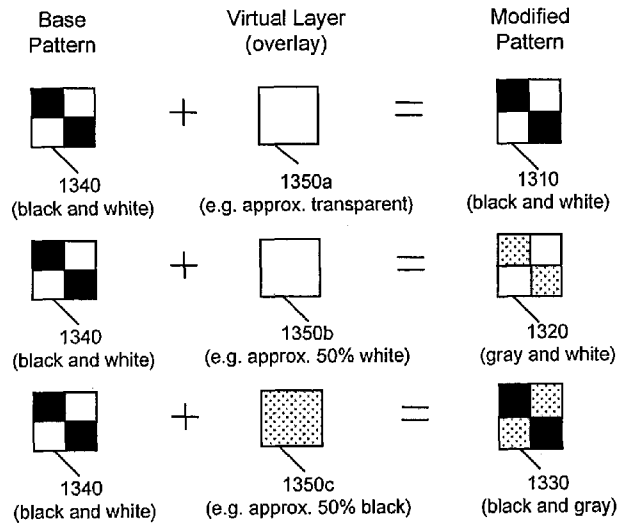 Base Virtual Layer Modified
Pattern (overlay) Pattern
+ =
1340 1350a 1310
(black and white) (e.g. approx. transparent) (black and white)
+ =
1340 1350b 1320
(black and white) (e.g. approx. 50% white) (gray and white)
+ =
1340 1350c 1330
(black and white) (e.g. approx. 50% black) (black and gray)